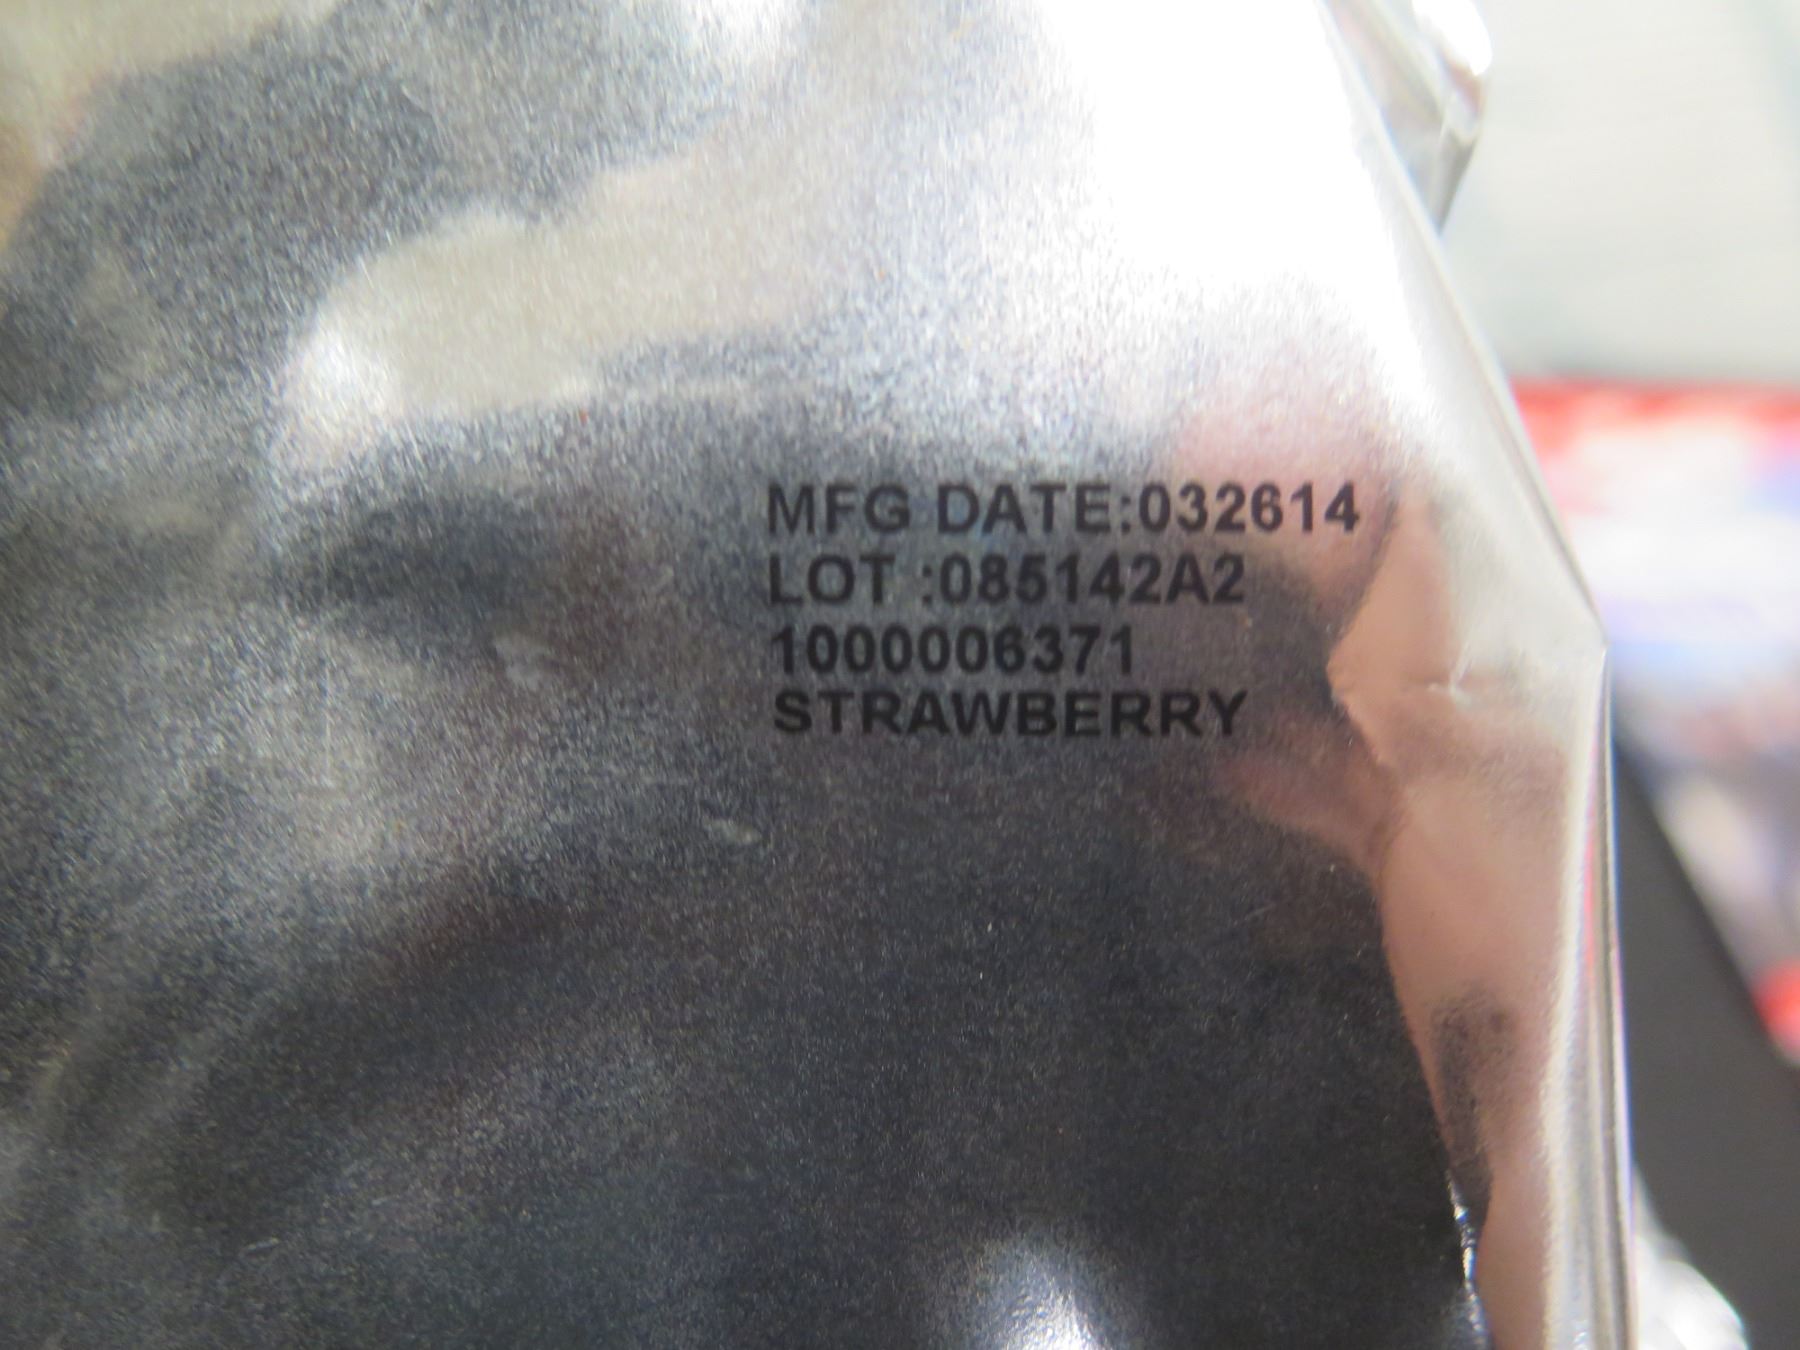 MFG DATE:032614
LOT :085142A2
1000006371
STRAWBERRY